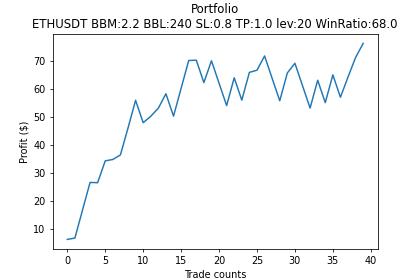 Portfolio
ETHUSDT BBM:2.2 BBL:240 SL:0.8 TP:1.0 lev:20 WinRatio:68.0
Profit ($)
70
60
50
40
30
20
10
0 5 10 15 20 25 30 35 40
Trade counts